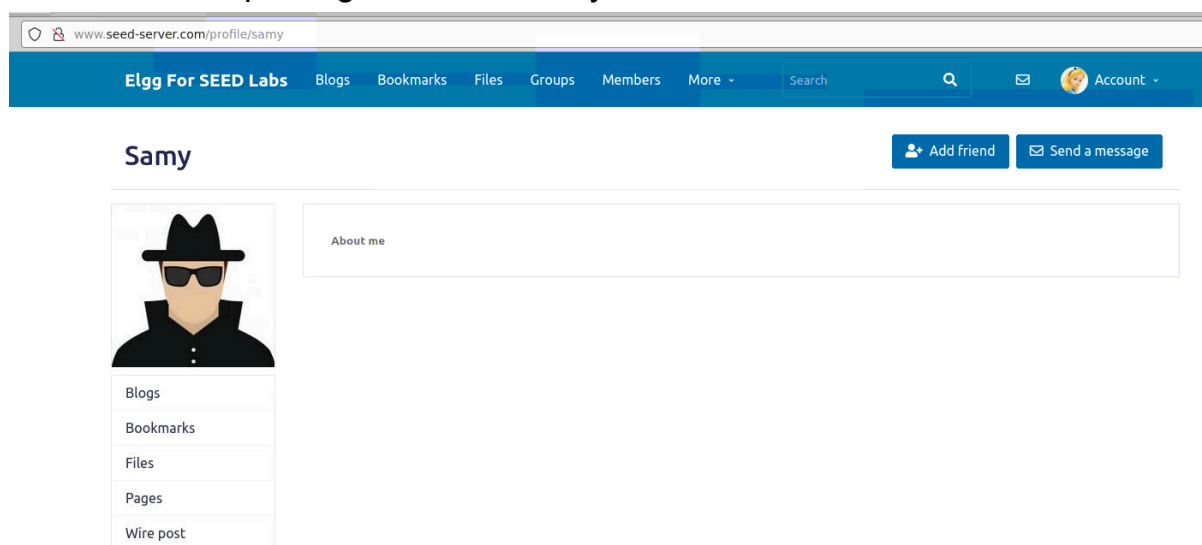 www.seed-server.com/profile/samy
Elgg For SEED Labs Blogs Bookmarks Files Groups Members More Search Account
Samy Add friend Send a message
About me
Blogs
Bookmarks
Files
Pages
Wire post